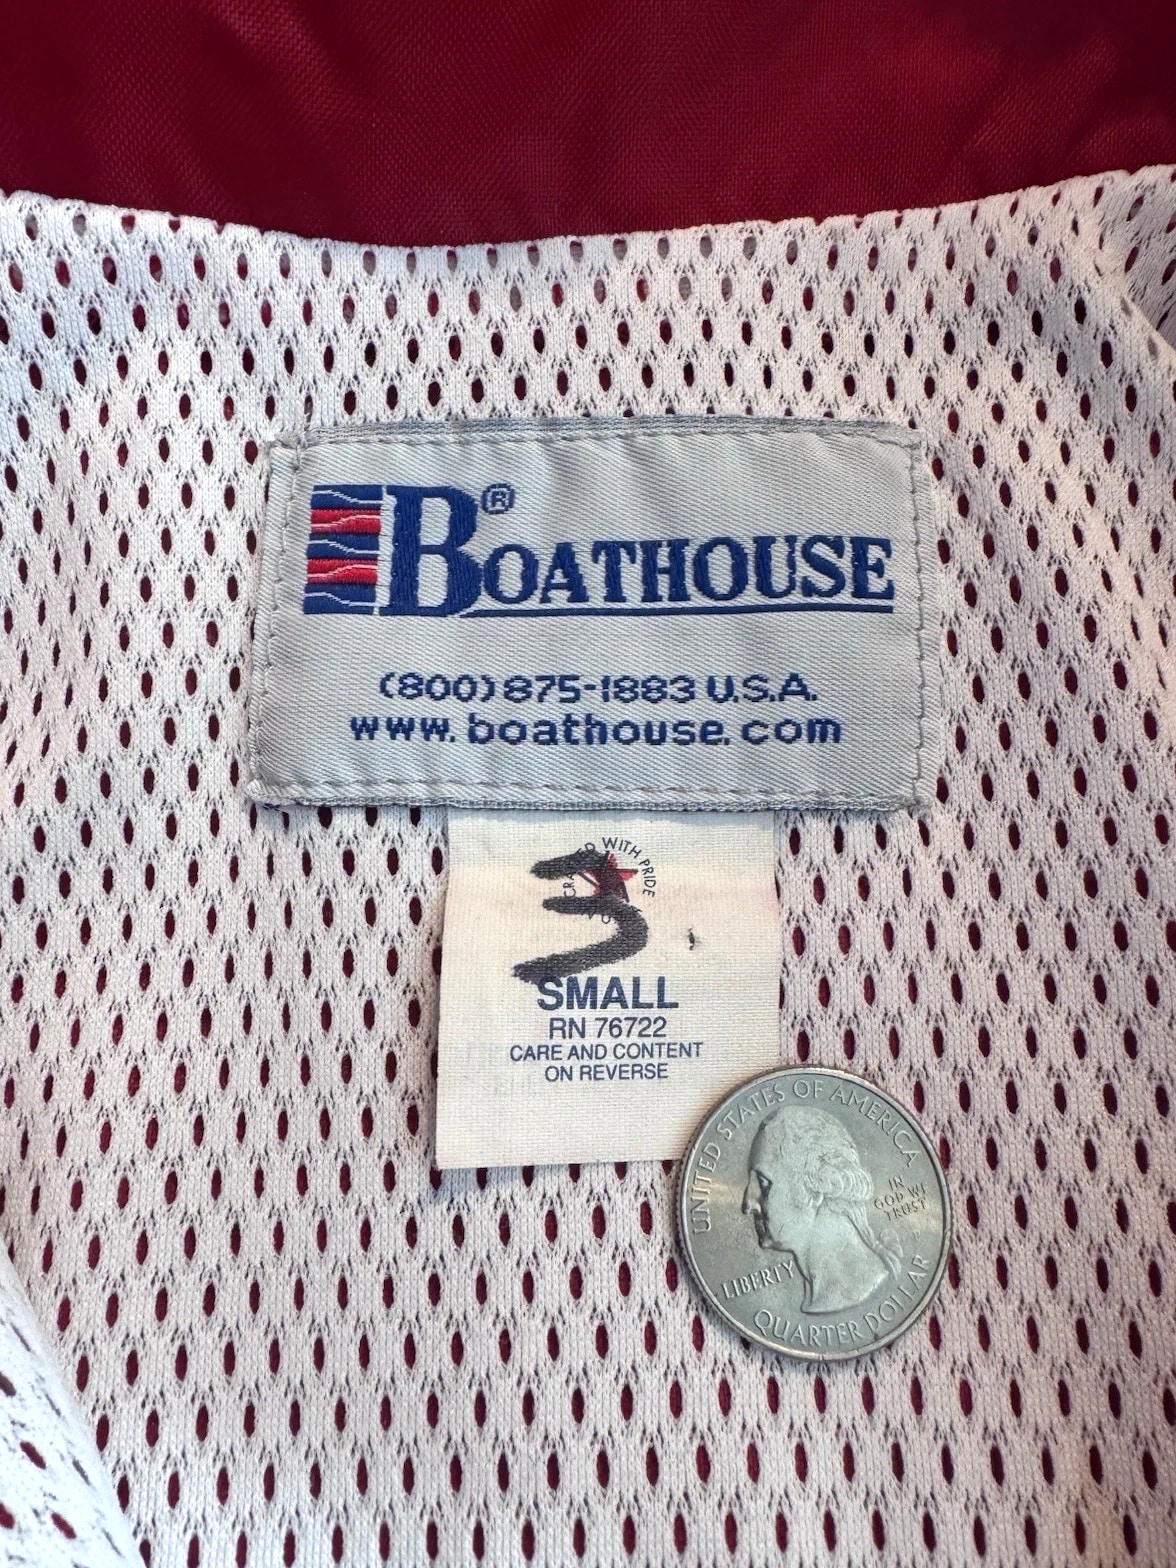 BOATHOUSE®
(800)875-1883 U.S.A.
www.boathouse.com
WITH PRIDE
3
SMALL
RN 76722
CARE AND CONTENT
ON REVERSE
UNITED STATES OF AMERICA
IN
GOD WE
TRUST
LIBERTY
QUARTER DOLLAR